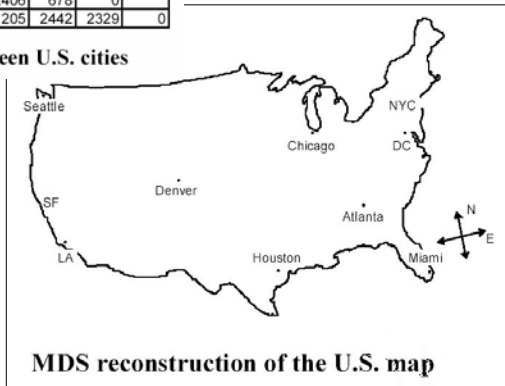 2406 678 0
205 2442 2329 0
een U.S. cities
Seattle
NYC
Chicago
DC
Denver
SF
Atlanta
N
E
LA
Houston
Miami
MDS reconstruction of the U.S. map